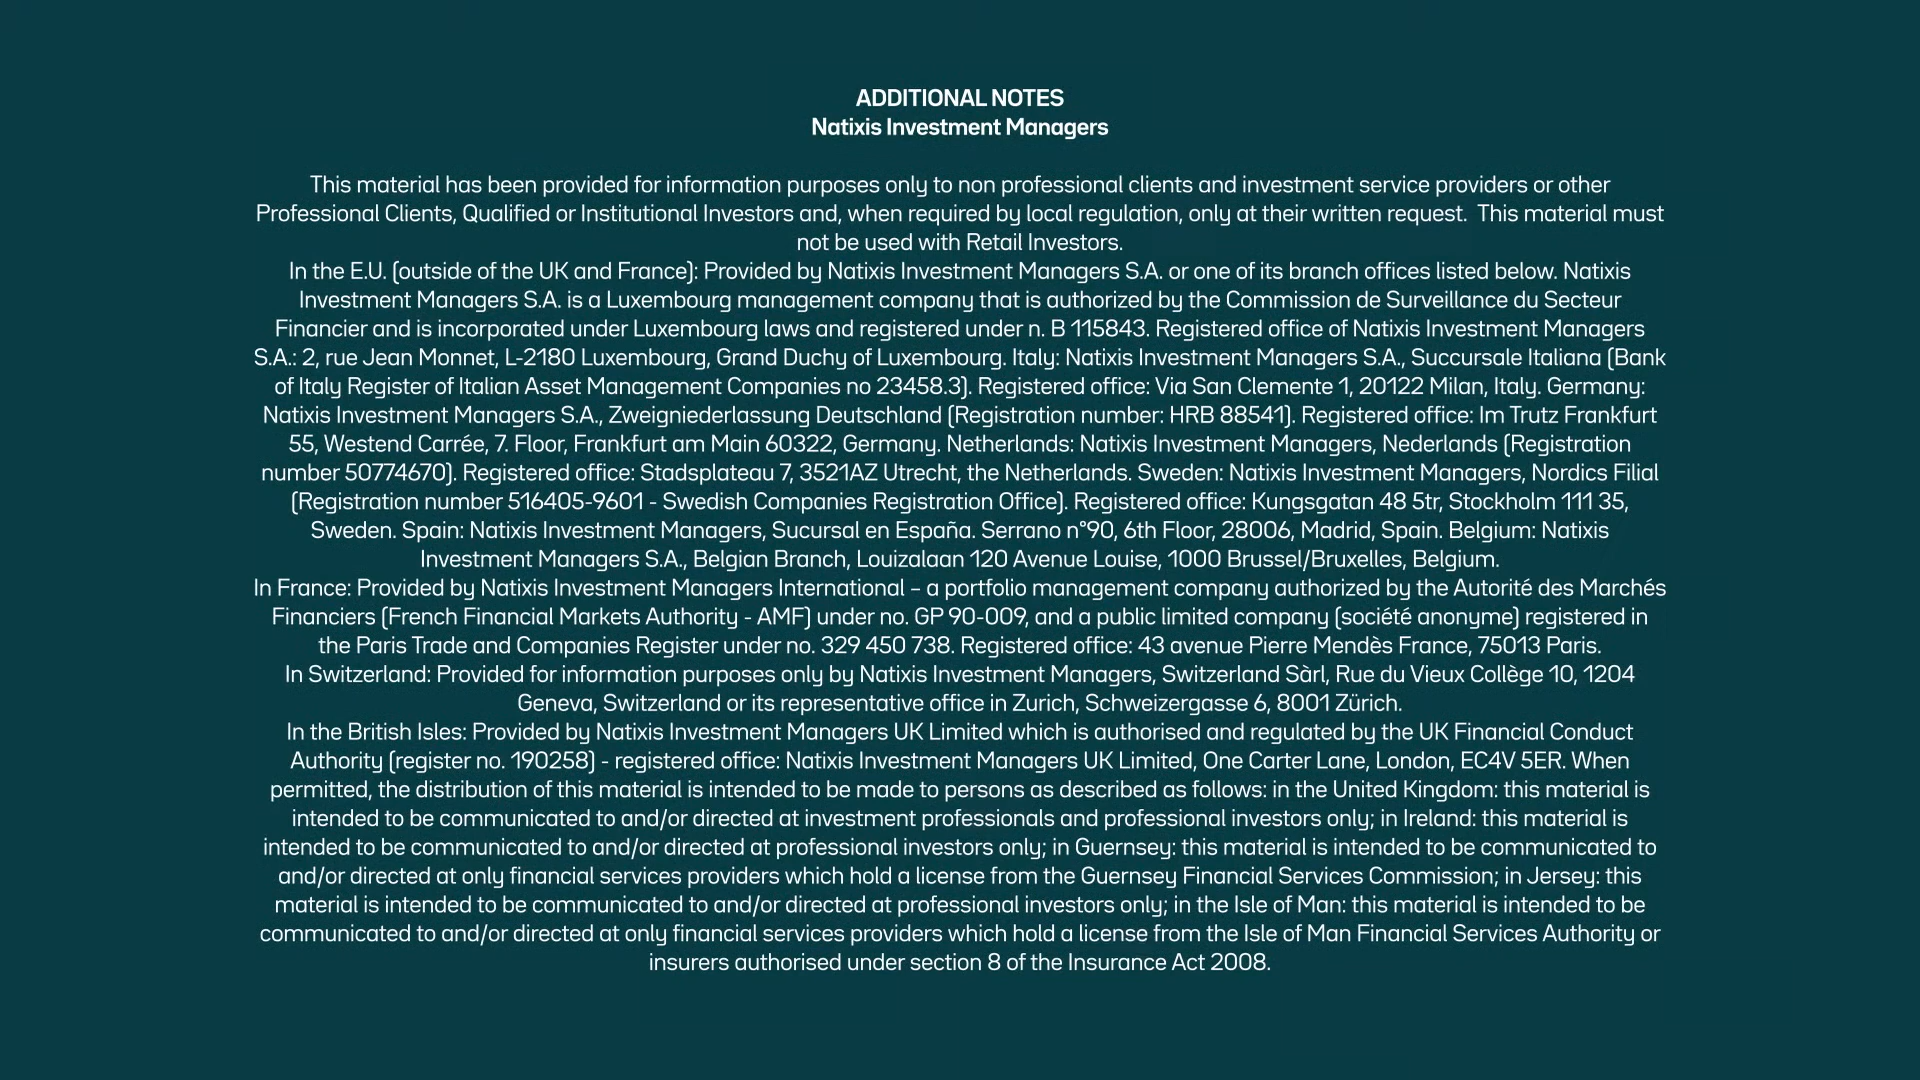 ADDITIONAL NOTES
Natixis Investment Managers
This material has been provided for information purposes only to non professional clients and investment service providers or other
Professional Clients, Qualified or Institutional Investors and, when required by local regulation, only at their written request.  This material must
not be used with Retail Investors.
In the E.U. (outside of the UK and France): Provided by Natixis Investment Managers S.A. or one of its branch offices listed below. Natixis
Investment Managers S.A. is a Luxembourg management company that is authorized by the Commission de Surveillance du Secteur
Financier and is incorporated under Luxembourg laws and registered under n. B 115843. Registered office of Natixis Investment Managers
S.A.: 2, rue Jean Monnet, L-2180 Luxembourg, Grand Duchy of Luxembourg. Italy: Natixis Investment Managers S.A., Succursale Italiana (Bank
of Italy Register of Italian Asset Management Companies no 23458.3). Registered office: Via San Clemente 1, 20122 Milan, Italy. Germany:
Natixis Investment Managers S.A., Zweigniederlassung Deutschland (Registration number: HRB 88541). Registered office: Im Trutz Frankfurt
55, Westend Carrée, 7. Floor, Frankfurt am Main 60322, Germany. Netherlands: Natixis Investment Managers, Nederlands (Registration
number 50774670). Registered office: Stadsplateau 7, 3521AZ Utrecht, the Netherlands. Sweden: Natixis Investment Managers, Nordics Filial
(Registration number 516405-9601 - Swedish Companies Registration Office). Registered office: Kungsgatan 48 5tr, Stockholm 111 35,
Sweden. Spain: Natixis Investment Managers, Sucursal en España. Serrano n°90, 6th Floor, 28006, Madrid, Spain. Belgium: Natixis
Investment Managers S.A., Belgian Branch, Louizalaan 120 Avenue Louise, 1000 Brussel/Bruxelles, Belgium.
In France: Provided by Natixis Investment Managers International – a portfolio management company authorized by the Autorité des Marchés
Financiers (French Financial Markets Authority - AMF) under no. GP 90-009, and a public limited company (société anonyme) registered in
the Paris Trade and Companies Register under no. 329 450 738. Registered office: 43 avenue Pierre Mendès France, 75013 Paris.
In Switzerland: Provided for information purposes only by Natixis Investment Managers, Switzerland Sàrl, Rue du Vieux Collège 10, 1204
Geneva, Switzerland or its representative office in Zurich, Schweizergasse 6, 8001 Zürich.
In the British Isles: Provided by Natixis Investment Managers UK Limited which is authorised and regulated by the UK Financial Conduct
Authority (register no. 190258) - registered office: Natixis Investment Managers UK Limited, One Carter Lane, London, EC4V 5ER. When
permitted, the distribution of this material is intended to be made to persons as described as follows: in the United Kingdom: this material is
intended to be communicated to and/or directed at investment professionals and professional investors only; in Ireland: this material is
intended to be communicated to and/or directed at professional investors only; in Guernsey: this material is intended to be communicated to
and/or directed at only financial services providers which hold a license from the Guernsey Financial Services Commission; in Jersey: this
material is intended to be communicated to and/or directed at professional investors only; in the Isle of Man: this material is intended to be
communicated to and/or directed at only financial services providers which hold a license from the Isle of Man Financial Services Authority or
insurers authorised under section 8 of the Insurance Act 2008.